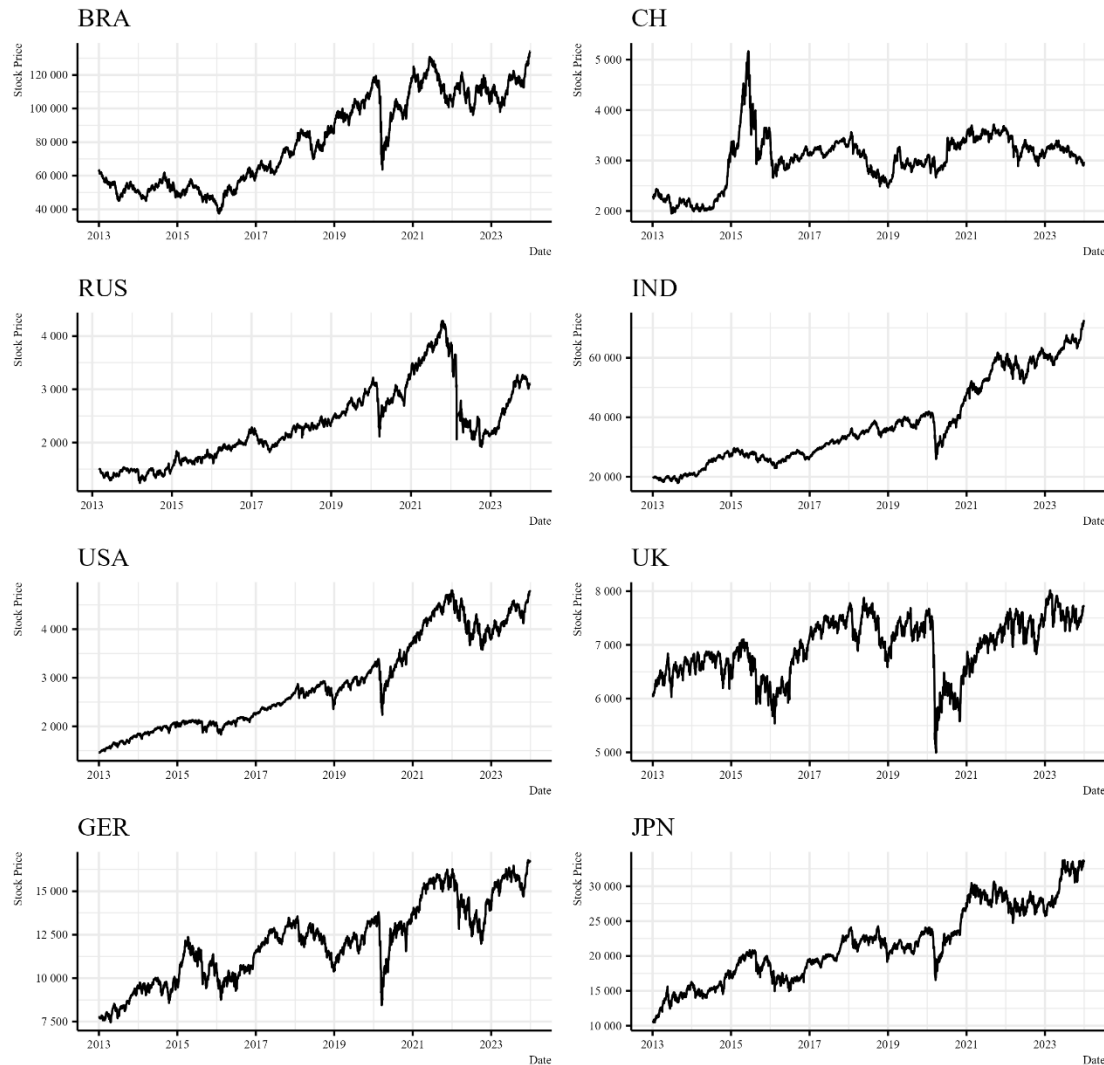 BRA
Stock Price
120 000
100 000
80 000
60 000
40 000
2013 2015 2017 2019 2021 2023
Date
CH
Stock Price
5 000
4 000
3 000
2 000
2013 2015 2017 2019 2021 2023
Date
RUS
Stock Price
4 000
3 000
2 000
2013 2015 2017 2019 2021 2023
Date
IND
Stock Price
60 000
40 000
20 000
2013 2015 2017 2019 2021 2023
Date
USA
Stock Price
4 000
3 000
2 000
2013 2015 2017 2019 2021 2023
Date
UK
Stock Price
8 000
7 000
6 000
5 000
2013 2015 2017 2019 2021 2023
Date
GER
Stock Price
15 000
12 500
10 000
7 500
2013 2015 2017 2019 2021 2023
Date
JPN
Stock Price
30 000
25 000
20 000
15 000
10 000
2013 2015 2017 2019 2021 2023
Date